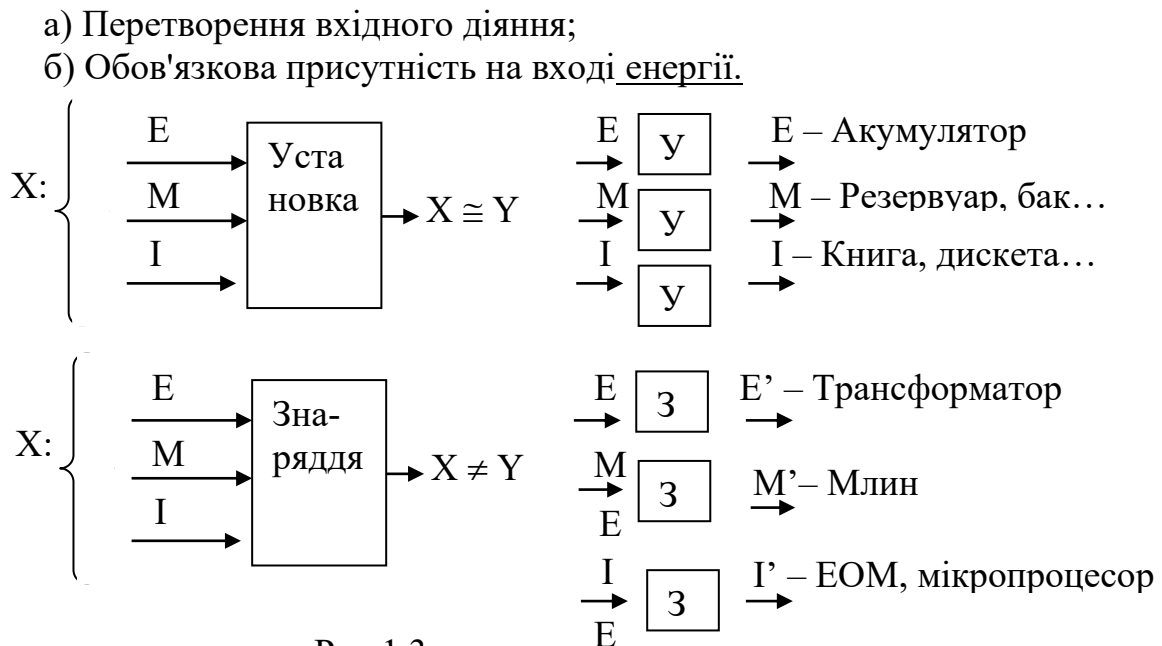 а) Перетворення вхідного діяння;
б) Обов'язкова присутність на вході енергії.
X:
E
M
I
Уста
новка
X ≅ Y
E У E – Акумулятор
M У M – Резервуар, бак…
I У I – Книга, дискета…
X:
E
M
I
Зна-
ряддя
X ≠ Y
E З E’ – Трансформатор
M З M’– Млин
E
I З I’ – ЕОМ, мікропроцесор
E